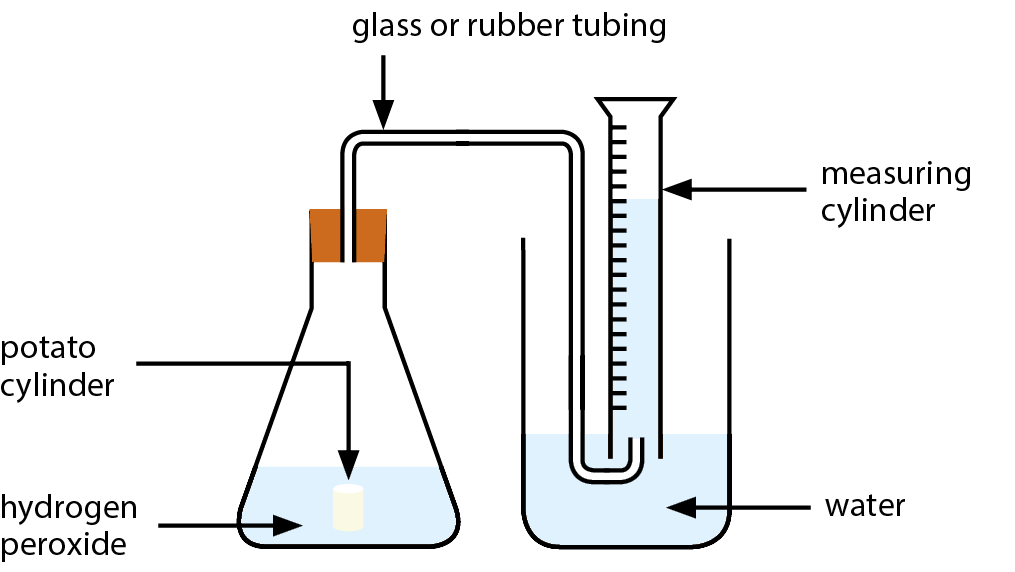 glass or rubber tubing
measuring
cylinder
potato
cylinder
hydrogen
peroxide
water